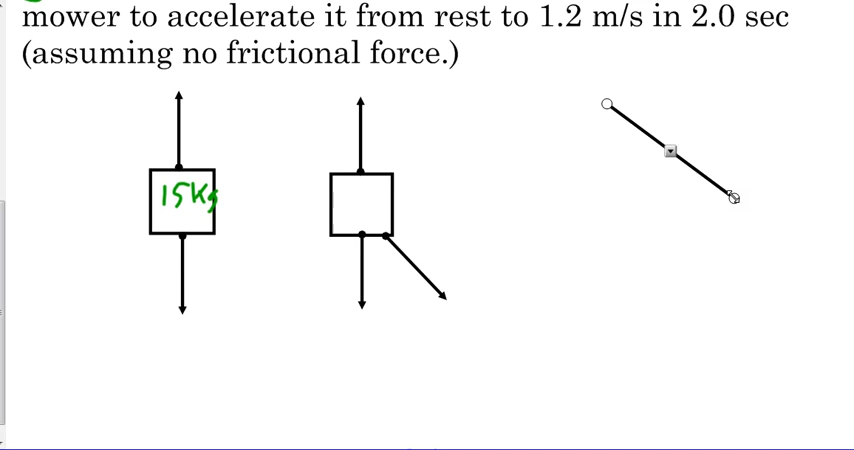 mower to accelerate it from rest to 1.2 m/s in 2.0 sec
(assuming no frictional force.)
15Kg